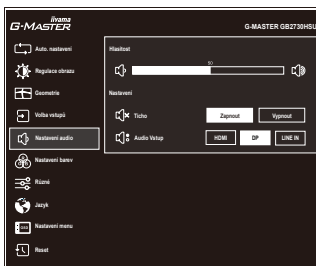 iiyama
G-MASTER
G-MASTER GB2730HSU
Auto. nastavení
Regulace obrazu
Geometrie
Volba vstupů
Nastavení audio
Nastavení barev
Různé
Jazyk
Nastavení menu
Reset
Hlasitost
50
Nastavení
Ticho
Zapnout
Vypnout
Audio Vstup
HDMI
DP
LINE IN
OSD